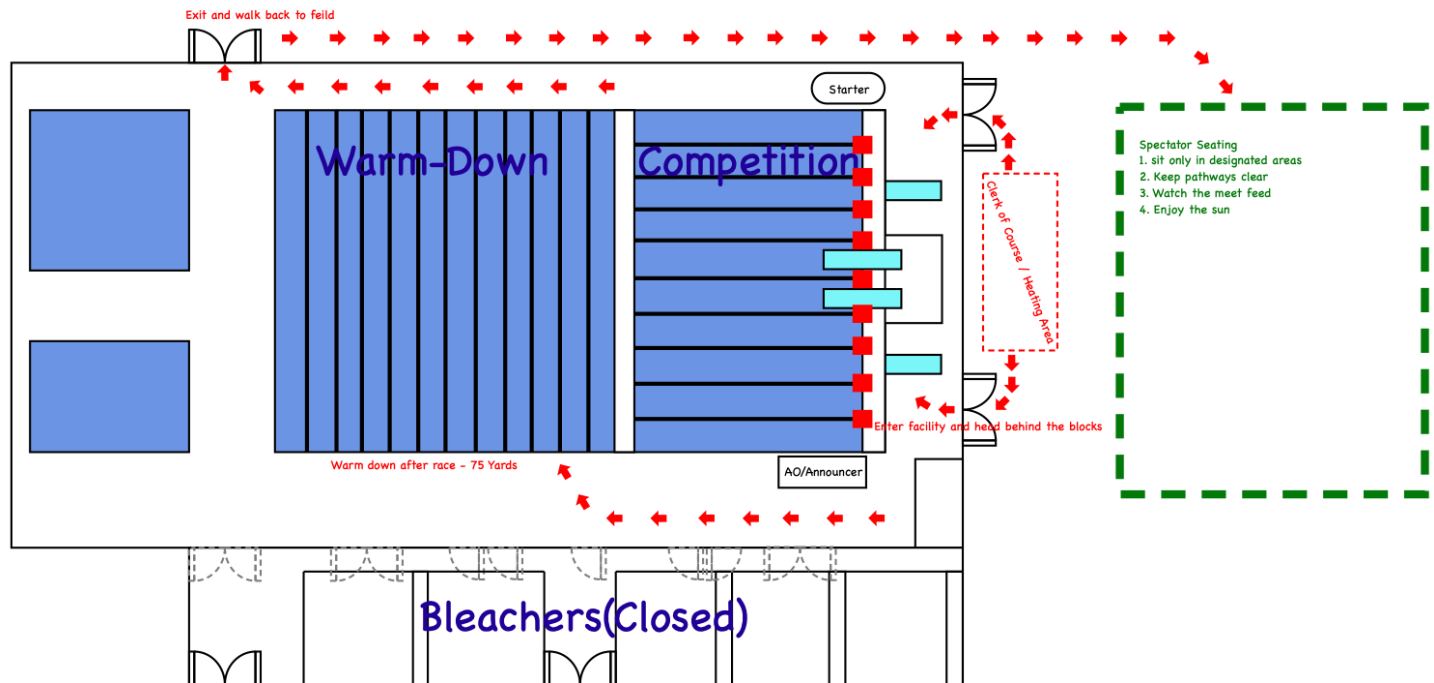 Exit and walk back to feild
Starter
Warm-Down
Competition
Spectator Seating
1. sit only in designated areas
2. Keep pathways clear
3. Watch the meet feed
4. Enjoy the sun
Clerk of Course / Heating Area
Enter facility and head behind the blocks
Warm down after race - 75 Yards
AO/Announcer
Bleachers(Closed)